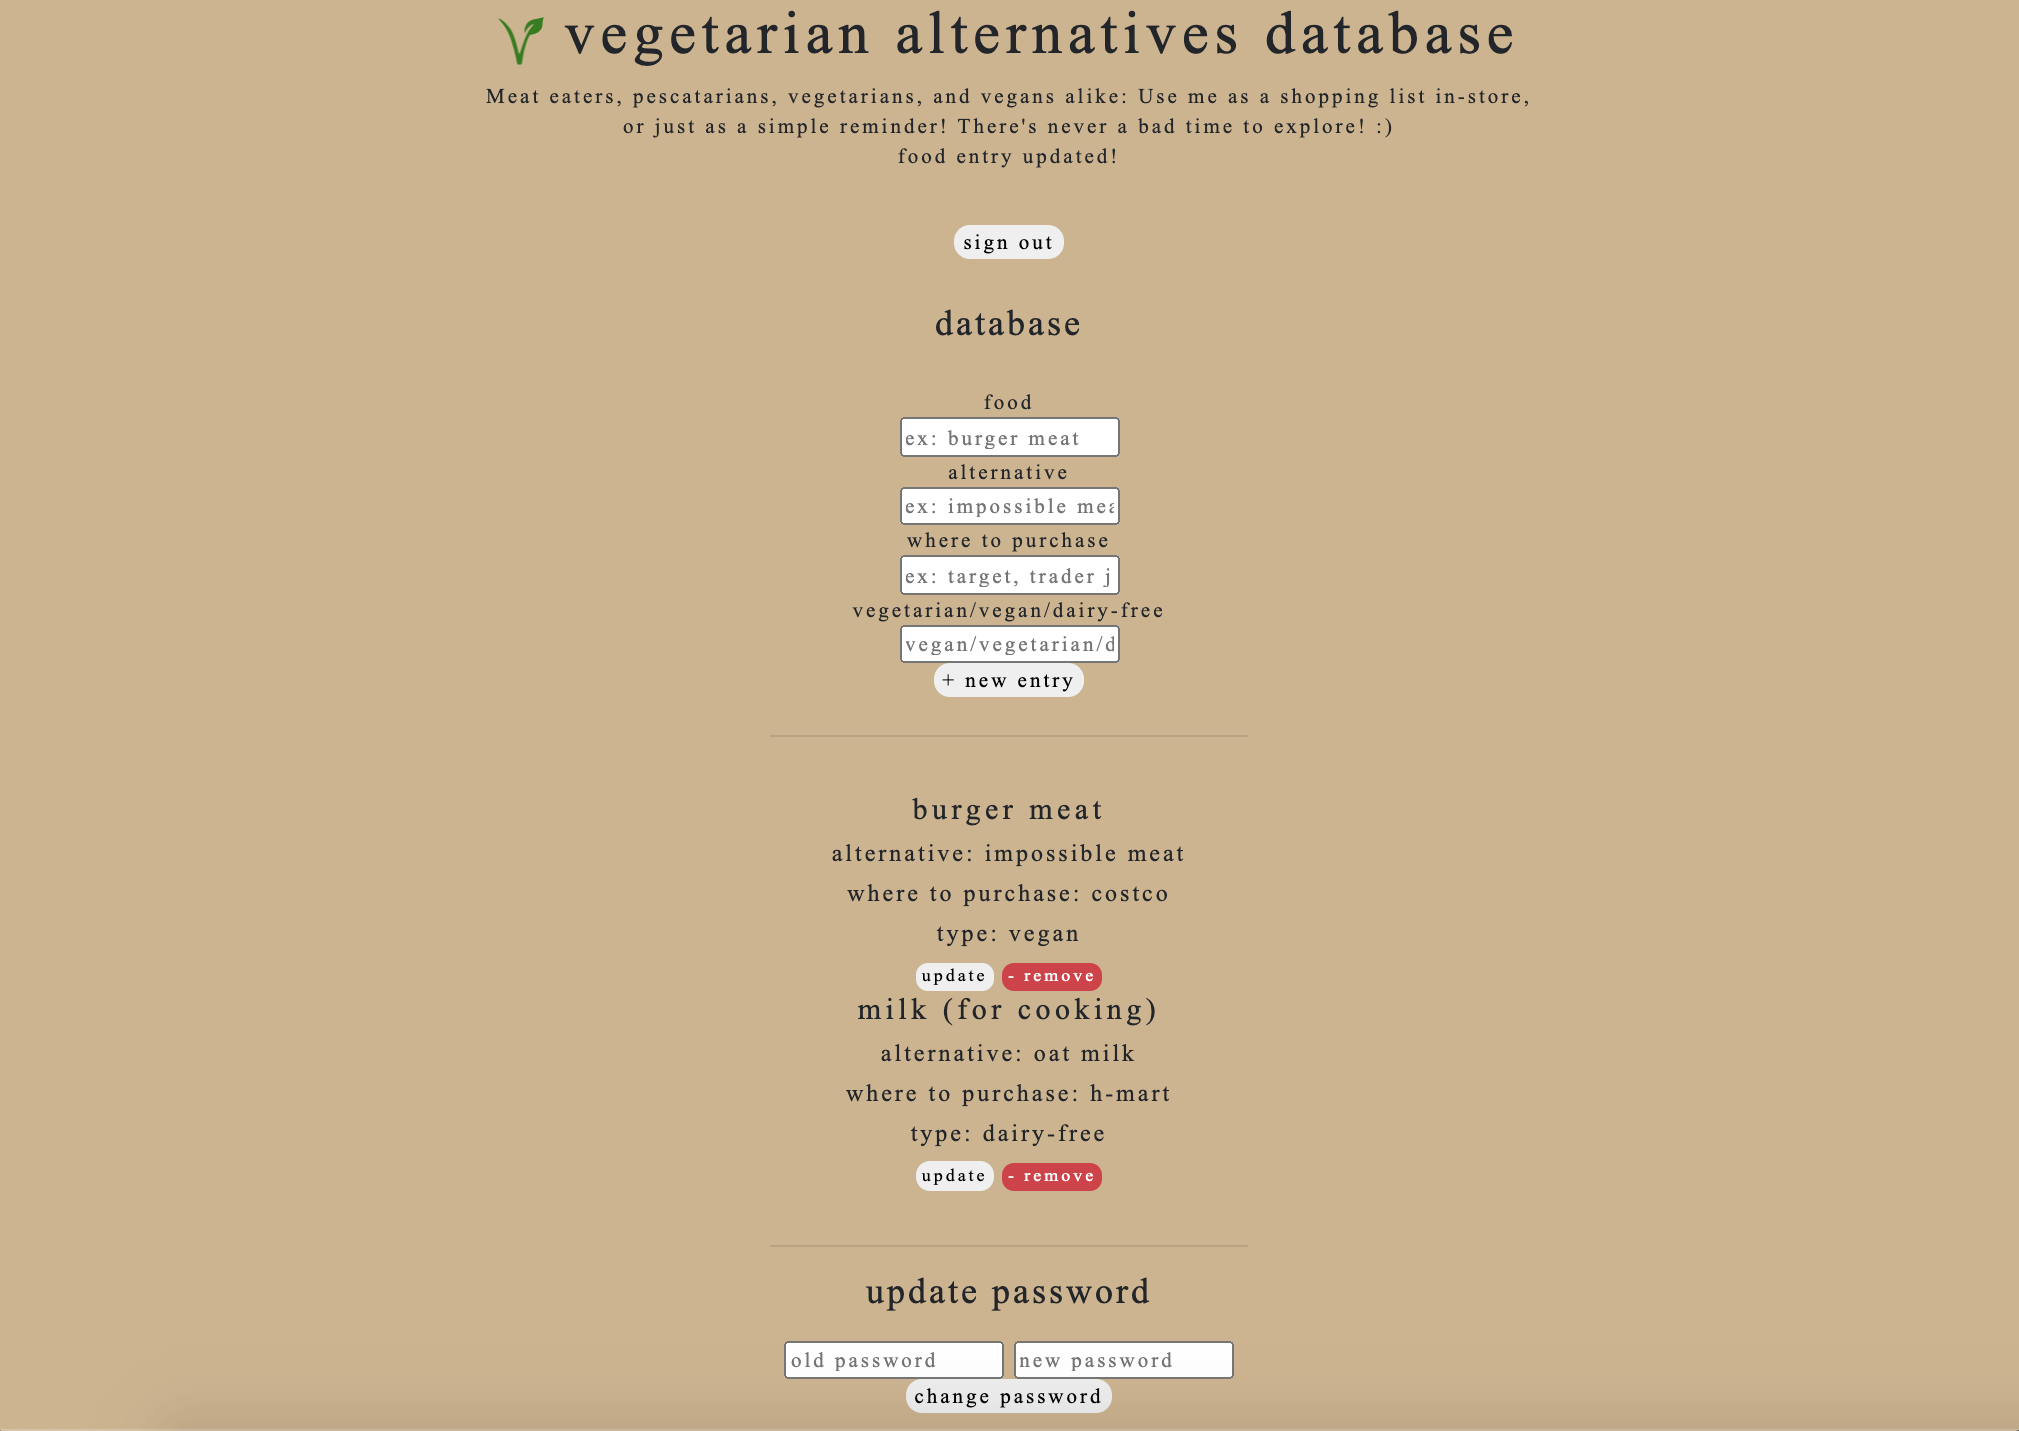 vegetarian alternatives database
Meat eaters, pescatarians, vegetarians, and vegans alike: Use me as a shopping list in-store,
or just as a simple reminder! There's never a bad time to explore! :)
food entry updated!
sign out
database
food
ex: burger meat
alternative
ex: impossible mea
where to purchase
ex: target, trader j
vegetarian/vegan/dairy-free
vegan/vegetarian/d
+ new entry
burger meat
alternative: impossible meat
where to purchase: costco
type: vegan
update - remove
milk (for cooking)
alternative: oat milk
where to purchase: h-mart
type: dairy-free
update - remove
update password
old password new password
change password